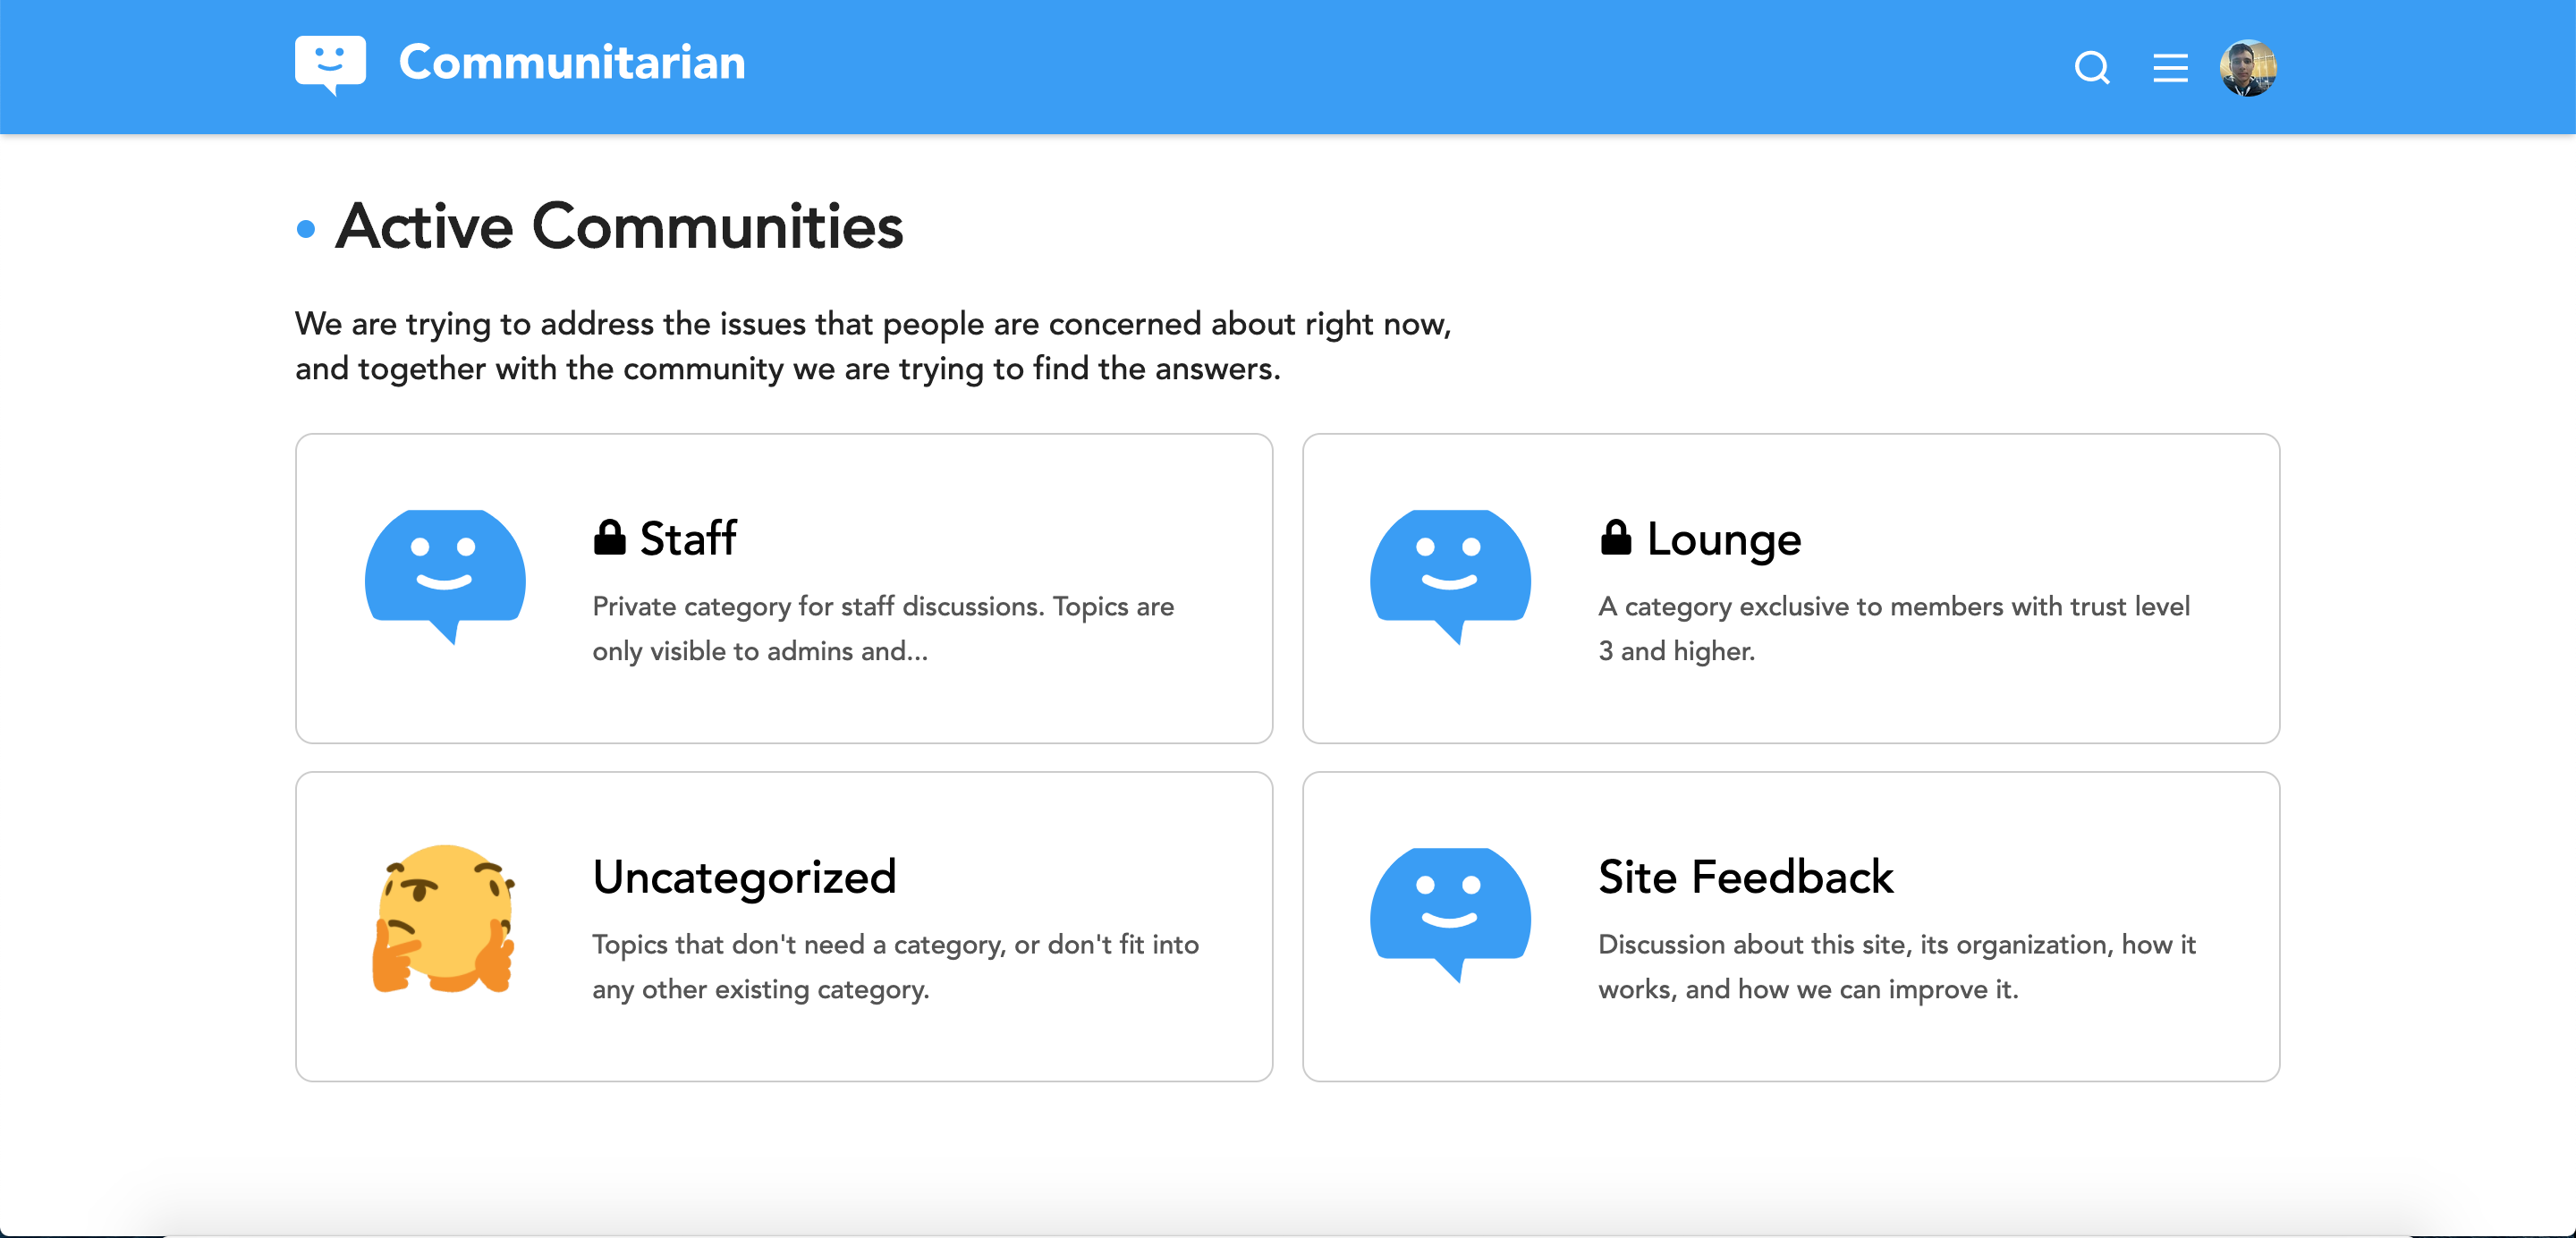 Communitarian
Active Communities
We are trying to address the issues that people are concerned about right now,
and together with the community we are trying to find the answers.
Staff
Private category for staff discussions. Topics are
only visible to admins and...
Lounge
A category exclusive to members with trust level
3 and higher.
Uncategorized
Topics that don't need a category, or don't fit into
any other existing category.
Site Feedback
Discussion about this site, its organization, how it
works, and how we can improve it.